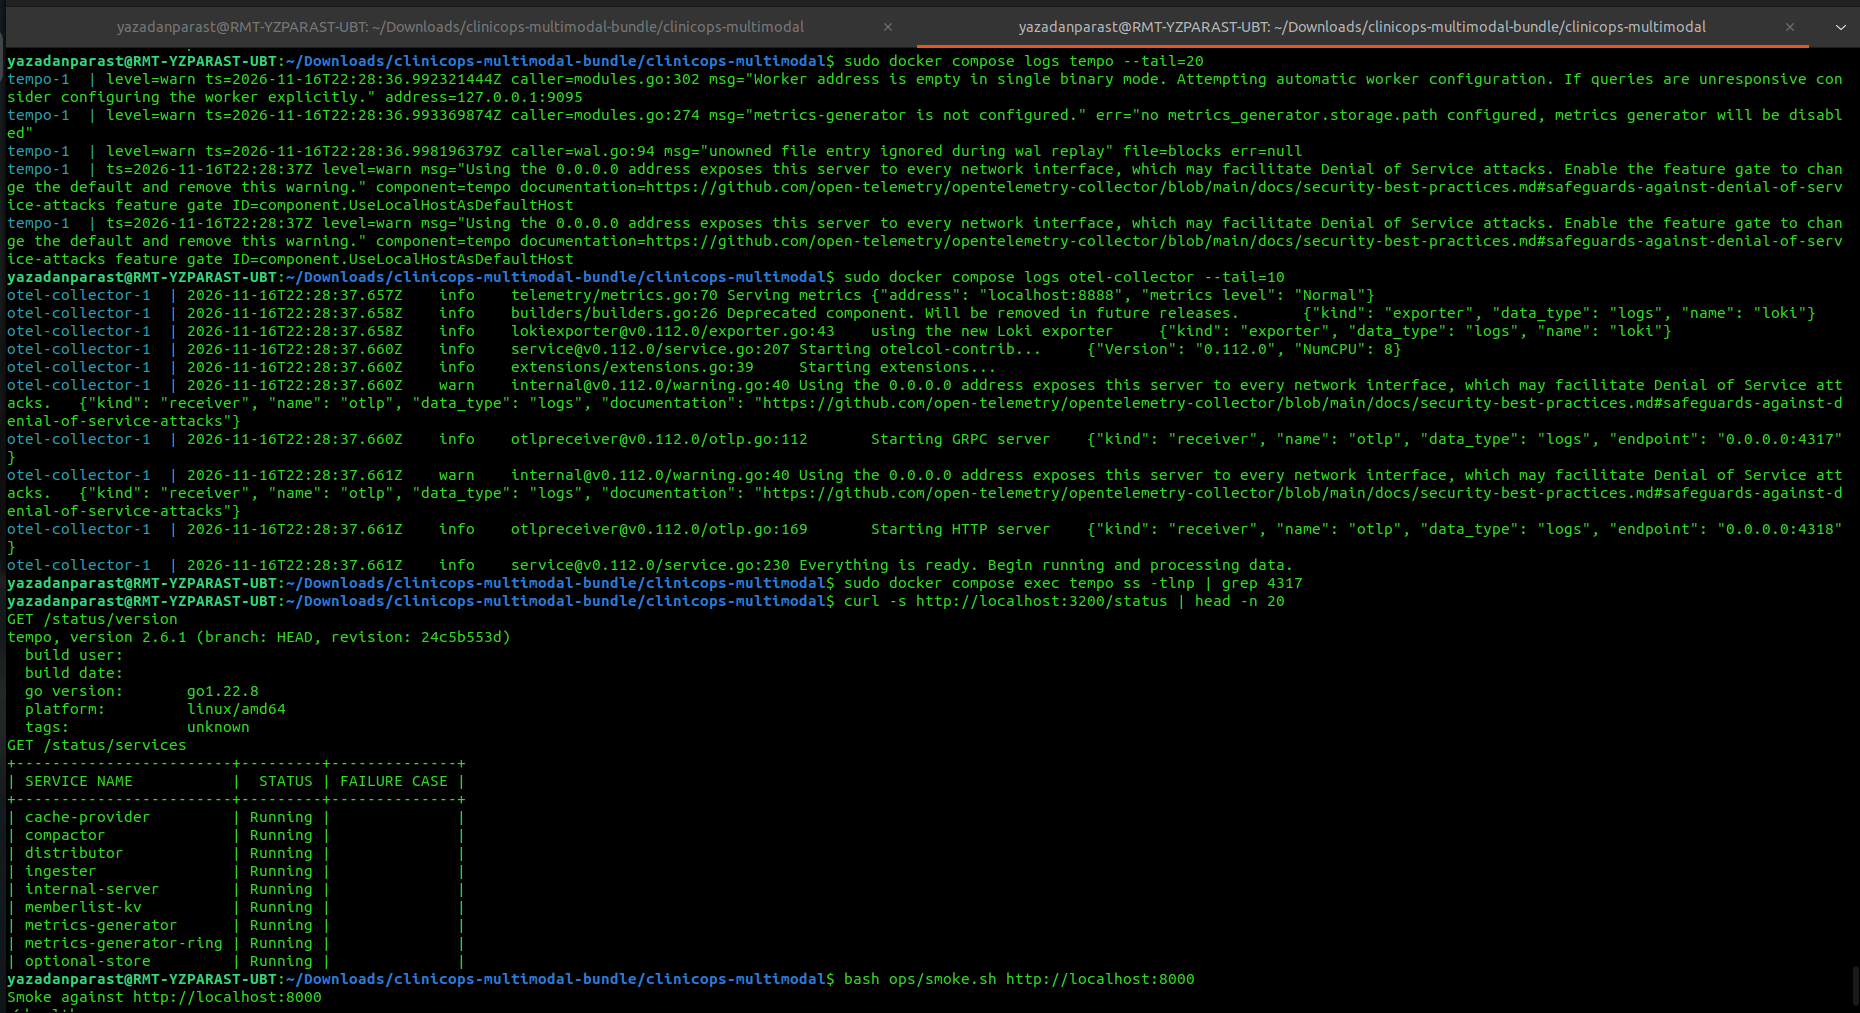 yazadanparast@RMT-YZPARAST-UBT: ~/Downloads/clinicops-multimodal-bundle/clinicops-multimodal × yazadanparast@RMT-YZPARAST-UBT: ~/Downloads/clinicops-multimodal-bundle/clinicops-multimodal ×
yazadanparast@RMT-YZPARAST-UBT:~/Downloads/clinicops-multimodal-bundle/clinicops-multimodal$ sudo docker compose logs tempo --tail=20
tempo-1  | level=warn ts=2026-11-16T22:28:36.992321444Z caller=modules.go:302 msg="Worker address is empty in single binary mode. Attempting automatic worker configuration. If queries are unresponsive con
sider configuring the worker explicitly." address=127.0.0.1:9095
tempo-1  | level=warn ts=2026-11-16T22:28:36.993369874Z caller=modules.go:274 msg="metrics-generator is not configured." err="no metrics_generator.storage.path configured, metrics generator will be disabl
ed"
tempo-1  | level=warn ts=2026-11-16T22:28:36.998196379Z caller=wal.go:94 msg="unowned file entry ignored during wal replay" file=blocks err=null
tempo-1  | ts=2026-11-16T22:28:37Z level=warn msg="Using the 0.0.0.0 address exposes this server to every network interface, which may facilitate Denial of Service attacks. Enable the feature gate to chan
ge the default and remove this warning." component=tempo documentation=https://github.com/open-telemetry/opentelemetry-collector/blob/main/docs/security-best-practices.md#safeguards-against-denial-of-serv
ice-attacks feature gate ID=component.UseLocalHostAsDefaultHost
tempo-1  | ts=2026-11-16T22:28:37Z level=warn msg="Using the 0.0.0.0 address exposes this server to every network interface, which may facilitate Denial of Service attacks. Enable the feature gate to chan
ge the default and remove this warning." component=tempo documentation=https://github.com/open-telemetry/opentelemetry-collector/blob/main/docs/security-best-practices.md#safeguards-against-denial-of-serv
ice-attacks feature gate ID=component.UseLocalHostAsDefaultHost
yazadanparast@RMT-YZPARAST-UBT:~/Downloads/clinicops-multimodal-bundle/clinicops-multimodal$ sudo docker compose logs otel-collector --tail=10
otel-collector-1  | 2026-11-16T22:28:37.657Z    info    telemetry/metrics.go:70 Serving metrics {"address": "localhost:8888", "metrics level": "Normal"}
otel-collector-1  | 2026-11-16T22:28:37.658Z    info    builders/builders.go:26 Deprecated component. Will be removed in future releases.       {"kind": "exporter", "data_type": "logs", "name": "loki"}
otel-collector-1  | 2026-11-16T22:28:37.658Z    info    lokiexporter@v0.112.0/exporter.go:43    using the new Loki exporter     {"kind": "exporter", "data_type": "logs", "name": "loki"}
otel-collector-1  | 2026-11-16T22:28:37.660Z    info    service@v0.112.0/service.go:207 Starting otelcol-contrib...     {"Version": "0.112.0", "NumCPU": 8}
otel-collector-1  | 2026-11-16T22:28:37.660Z    info    extensions/extensions.go:39     Starting extensions...
otel-collector-1  | 2026-11-16T22:28:37.660Z    warn    internal@v0.112.0/warning.go:40 Using the 0.0.0.0 address exposes this server to every network interface, which may facilitate Denial of Service att
acks.   {"kind": "receiver", "name": "otlp", "data_type": "logs", "documentation": "https://github.com/open-telemetry/opentelemetry-collector/blob/main/docs/security-best-practices.md#safeguards-against-d
enial-of-service-attacks"}
otel-collector-1  | 2026-11-16T22:28:37.660Z    info    otlpreceiver@v0.112.0/otlp.go:112       Starting GRPC server    {"kind": "receiver", "name": "otlp", "data_type": "logs", "endpoint": "0.0.0.0:4317"
}
otel-collector-1  | 2026-11-16T22:28:37.661Z    warn    internal@v0.112.0/warning.go:40 Using the 0.0.0.0 address exposes this server to every network interface, which may facilitate Denial of Service att
acks.   {"kind": "receiver", "name": "otlp", "data_type": "logs", "documentation": "https://github.com/open-telemetry/opentelemetry-collector/blob/main/docs/security-best-practices.md#safeguards-against-d
enial-of-service-attacks"}
otel-collector-1  | 2026-11-16T22:28:37.661Z    info    otlpreceiver@v0.112.0/otlp.go:169       Starting HTTP server    {"kind": "receiver", "name": "otlp", "data_type": "logs", "endpoint": "0.0.0.0:4318"
}
otel-collector-1  | 2026-11-16T22:28:37.661Z    info    service@v0.112.0/service.go:230 Everything is ready. Begin running and processing data.
yazadanparast@RMT-YZPARAST-UBT:~/Downloads/clinicops-multimodal-bundle/clinicops-multimodal$ sudo docker compose exec tempo ss -tlnp | grep 4317
yazadanparast@RMT-YZPARAST-UBT:~/Downloads/clinicops-multimodal-bundle/clinicops-multimodal$ curl -s http://localhost:3200/status | head -n 20
GET /status/version
tempo, version 2.6.1 (branch: HEAD, revision: 24c5b553d)
  build user:
  build date:
  go version:       go1.22.8
  platform:         linux/amd64
  tags:             unknown
GET /status/services
+------------------------+---------+--------------+
| SERVICE NAME           |  STATUS | FAILURE CASE |
+------------------------+---------+--------------+
| cache-provider         | Running |              |
| compactor              | Running |              |
| distributor            | Running |              |
| ingester               | Running |              |
| internal-server        | Running |              |
| memberlist-kv          | Running |              |
| metrics-generator      | Running |              |
| metrics-generator-ring | Running |              |
| optional-store         | Running |              |
yazadanparast@RMT-YZPARAST-UBT:~/Downloads/clinicops-multimodal-bundle/clinicops-multimodal$ bash ops/smoke.sh http://localhost:8000
Smoke against http://localhost:8000